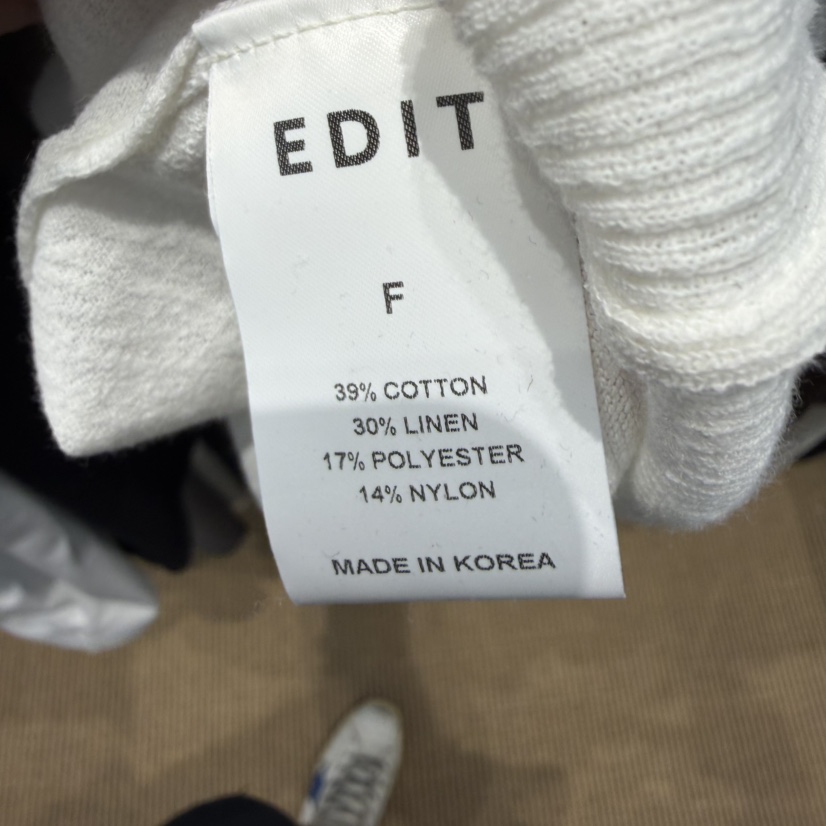 EDIT
F
39% COTTON
30% LINEN
17% POLYESTER
14% NYLON
MADE IN KOREA